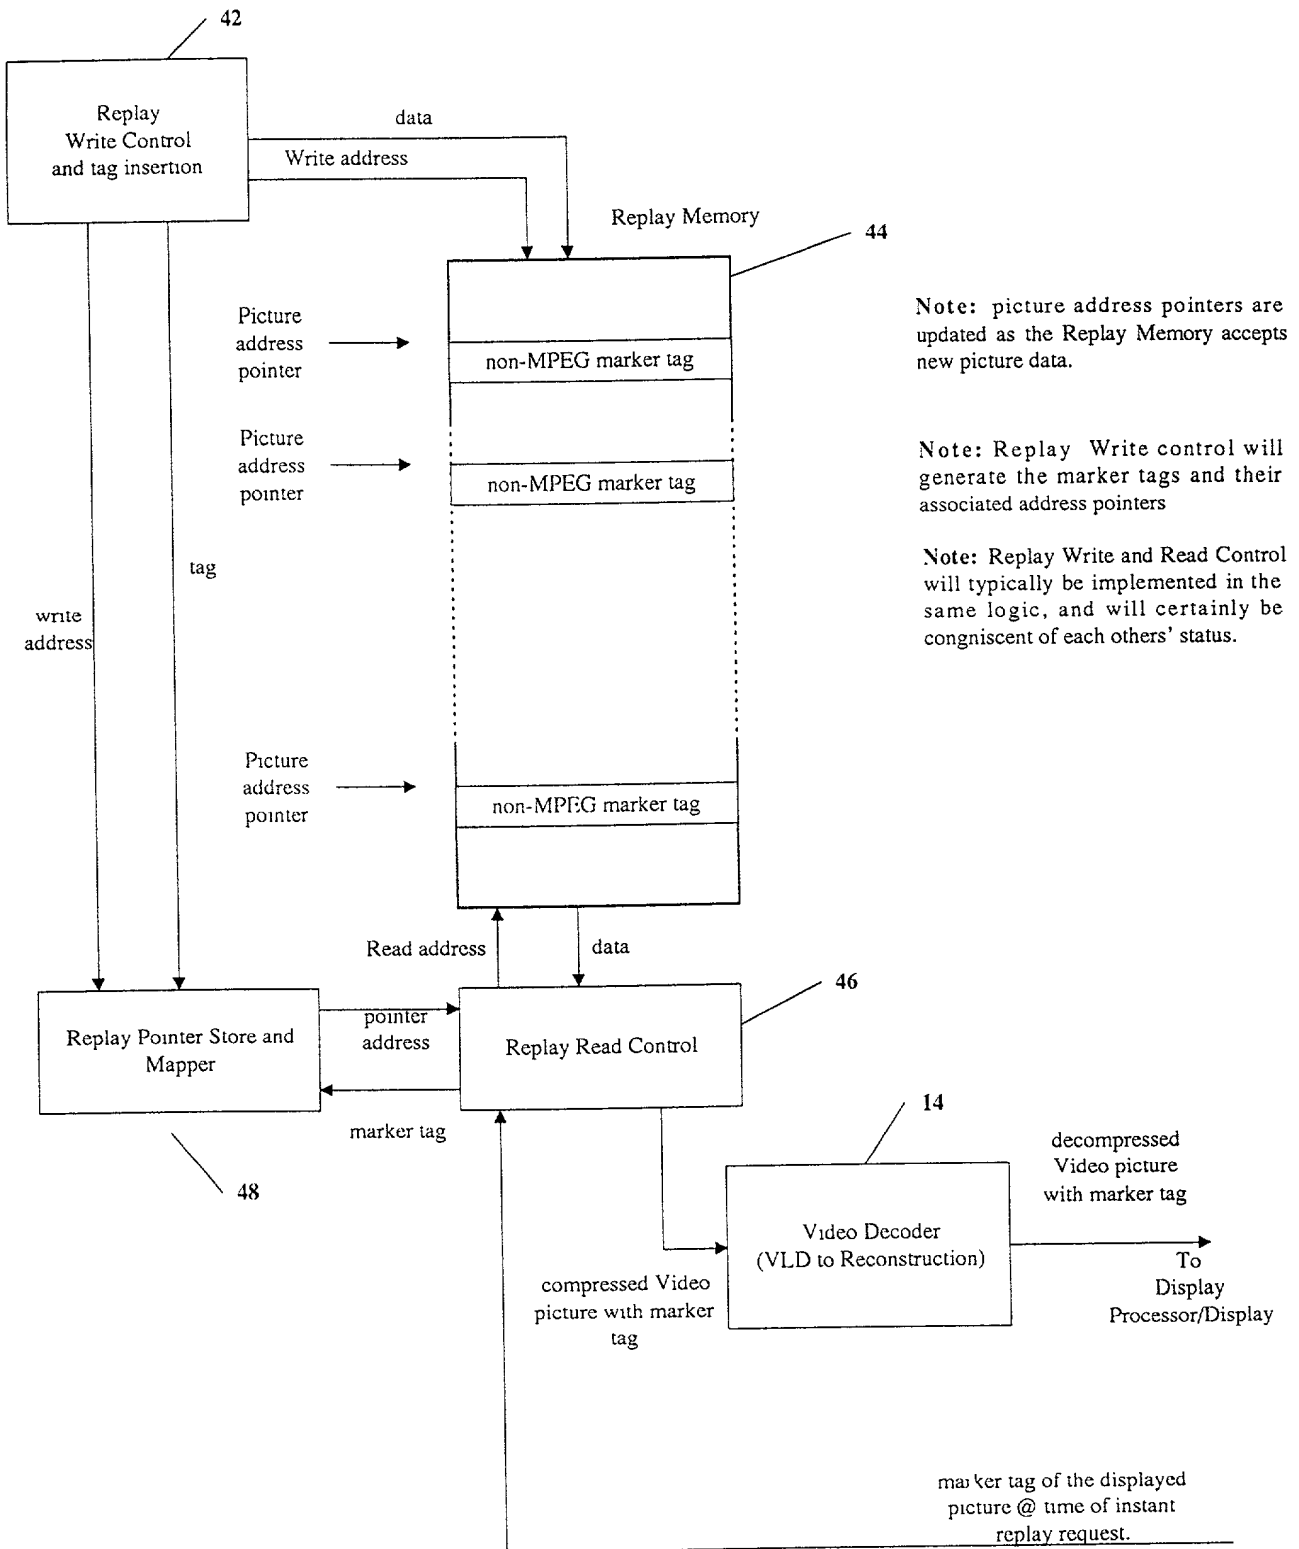 42
Replay
Write Control
and tag insertion
data
Write address
Replay Memory
44
Picture
address
pointer
non-MPEG marker tag
Note: picture address pointers are
updated as the Replay Memory accepts
new picture data.
Picture
address
pointer
non-MPEG marker tag
Note: Replay Write control will
generate the marker tags and their
associated address pointers
Note: Replay Write and Read Control
will typically be implemented in the
same logic, and will certainly be
congniscent of each others' status.
tag
write
address
Picture
address
pointer
non-MPEG marker tag
Read address
data
46
Replay Pointer Store and
Mapper
pointer
address
Replay Read Control
marker tag
48
14
decompressed
Video picture
with marker tag
Video Decoder
(VLD to Reconstruction)
To
Display
Processor/Display
compressed Video
picture with marker
tag
marker tag of the displayed
picture @ time of instant
replay request.